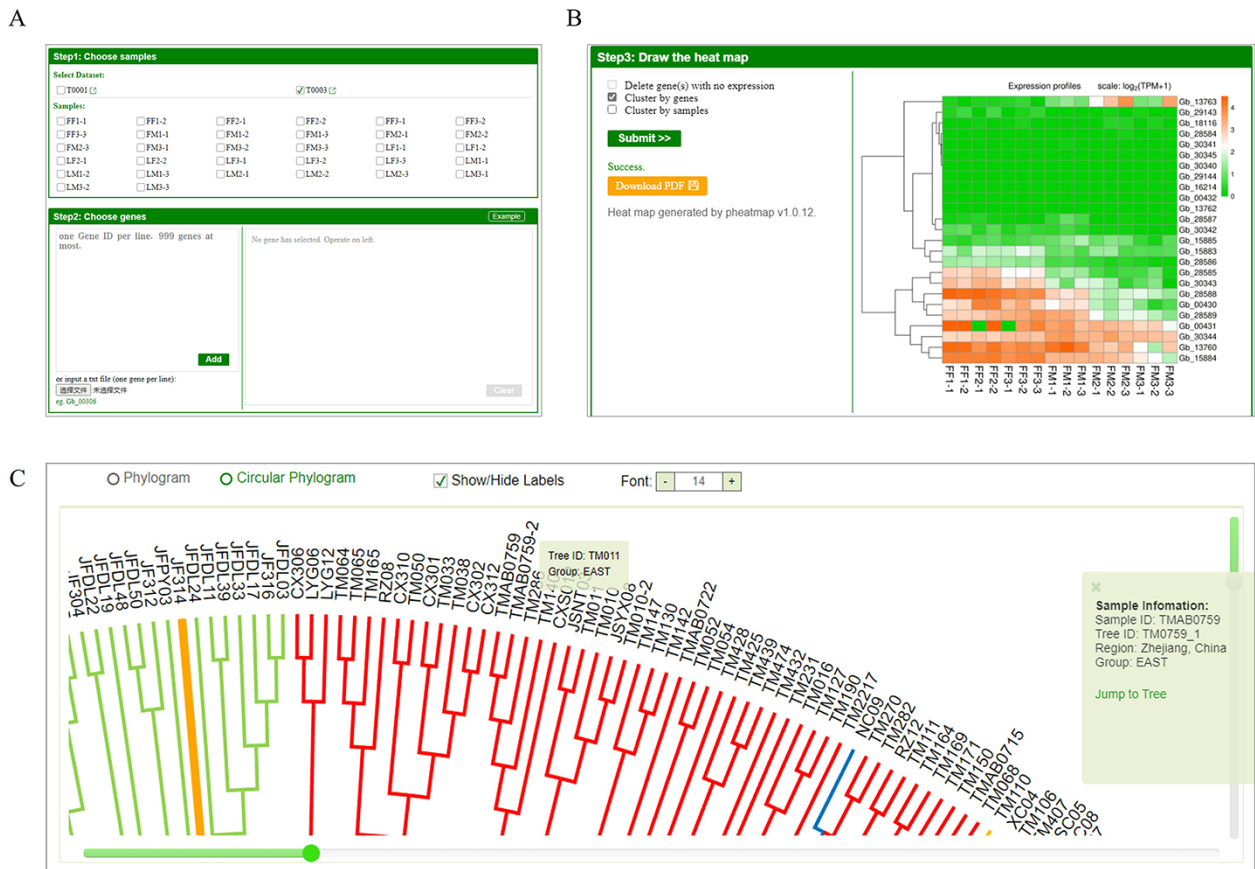 A
B
Step1: Choose samples
Select Dataset:
T0001
T0003
Samples:
FF1-1 FF1-2 FF2-1 FF2-2 FF3-1 FF3-2
FF3-3 FM1-1 FM1-2 FM1-3 FM2-1 FM2-2
FM2-3 FM3-1 FM3-2 FM3-3 LF1-1 LF1-2
LF2-1 LF2-2 LF3-1 LF3-2 LF3-3 LM1-1
LM1-2 LM1-3 LM2-1 LM2-2 LM2-3 LM3-1
LM3-2 LM3-3
Step2: Choose genes
Example
one Gene ID per line. 999 genes at
most.
No gene has selected. Operate on left.
Add
or input a txt file (one gene per line):
选择文件 未选择文件
eg. Gb_00306
Clear
Step3: Draw the heat map
Delete gene(s) with no expression
Cluster by genes
Cluster by samples
Submit >>
Success.
Download PDF
Heat map generated by pheatmap v1.0.12.
Expression profiles scale: log₂(TPM+1)
Gb_13763
Gb_29143
Gb_18116
Gb_28584
Gb_30341
Gb_30345
Gb_30340
Gb_29144
Gb_16214
Gb_00432
Gb_13762
Gb_28587
Gb_30342
Gb_15885
Gb_15883
Gb_28586
Gb_28585
Gb_30343
Gb_28588
Gb_00430
Gb_28589
Gb_00431
Gb_30344
Gb_13760
Gb_15884
4
3
2
1
0
FF1-1
FF1-2
FF2-1
FF2-2
FF3-1
FF3-2
FF3-3
FM1-1
FM1-2
FM1-3
FM2-1
FM2-2
FM2-3
FM3-1
FM3-2
FM3-3
C
Phylogram
Circular Phylogram
Show/Hide Labels
Font: - 14 +
JF304
JFDL22
JFDL19
JFDL48
JFDL50
JF312
JFPY03
JF314
JFDL24
JFDL11
JFDL39
JFDL33
JFDL17
JF316
JFDL03
CX306
LYG06
LYG12
TM064
TM065
TM165
RZ08
CX310
TM050
CX301
TM033
TM038
CX302
CX312
TMAB0759
TMAB0759-2
TM011
TM010
JSYX08
TM010-2
TM147
TM130
TM142
TMAB0722
TM052
TM054
TM428
TM425
TM439
TM474
TM432
TM231
TM016
TM127
TM190
TM2217
NC09
TM270
TM282
RZ12
TM111
TM164
TM169
TM171
TM150
TMAB0715
TM068
TM110
XC04
TM106
Tree ID: TM011
Group: EAST
Sample Infomation:
Sample ID: TMAB0759
Tree ID: TM0759_1
Region: Zhejiang, China
Group: EAST
Jump to Tree